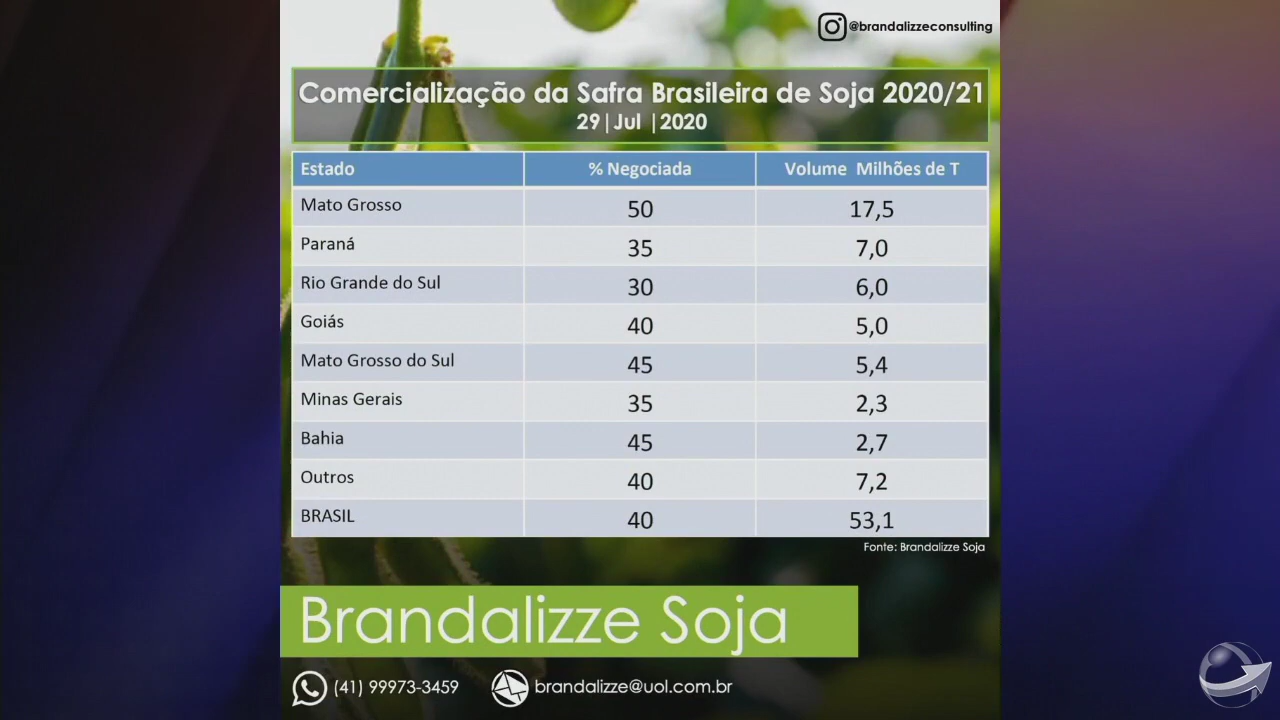 @brandalizzeconsulting
Comercialização da Safra Brasileira de Soja 2020/21
29|Jul |2020
Estado % Negociada Volume Milhões de T
Mato Grosso 50 17,5
Paraná 35 7,0
Rio Grande do Sul 30 6,0
Goiás 40 5,0
Mato Grosso do Sul 45 5,4
Minas Gerais 35 2,3
Bahia 45 2,7
Outros 40 7,2
BRASIL 40 53,1
Fonte: Brandalizze Soja
Brandalizze Soja
(41) 99973-3459 brandalizze@uol.com.br